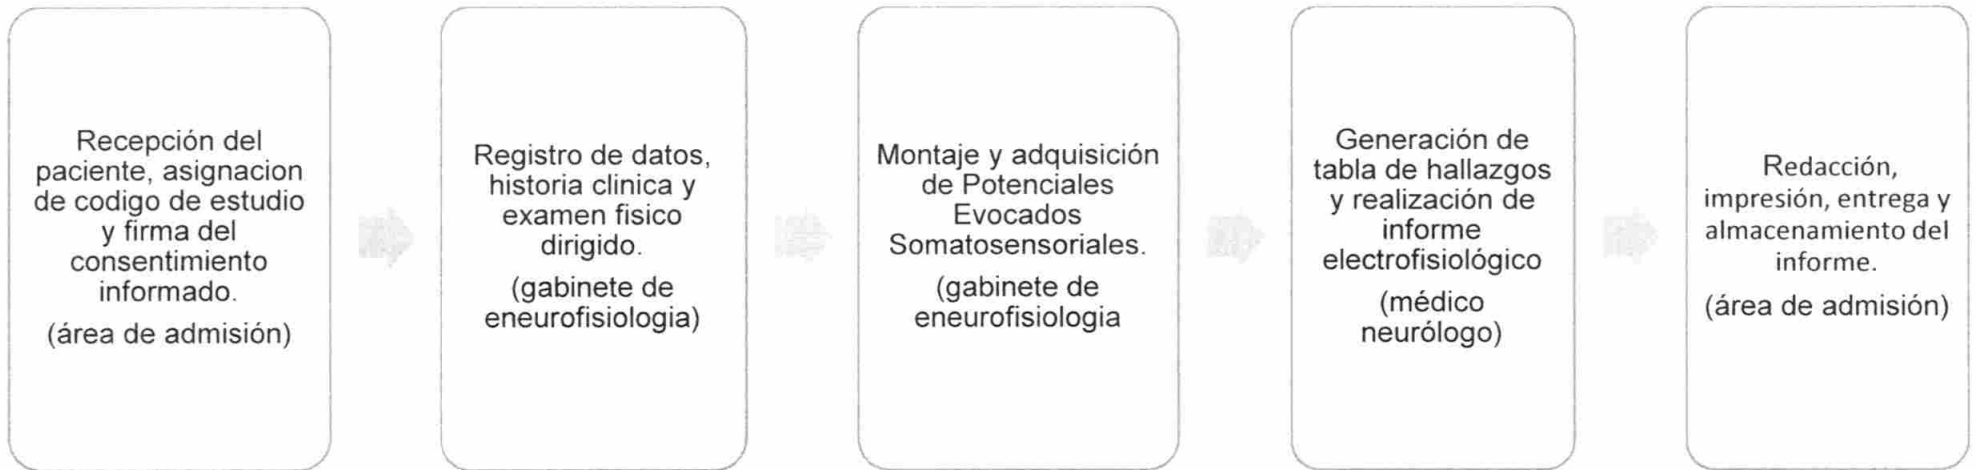 Recepción del
paciente, asignacion
de codigo de estudio
y firma del
consentimiento
informado.
(área de admisión)
Registro de datos,
historia clinica y
examen fisico
dirigido.
(gabinete de
eneurofisiologia)
Montaje y adquisición
de Potenciales
Evocados
Somatosensoriales.
(gabinete de
eneurofisiologia
Generación de
tabla de hallazgos
y realización de
informe
electrofisiológico
(médico
neurólogo)
Redacción,
impresión, entrega y
almacenamiento del
informe.
(área de admisión)